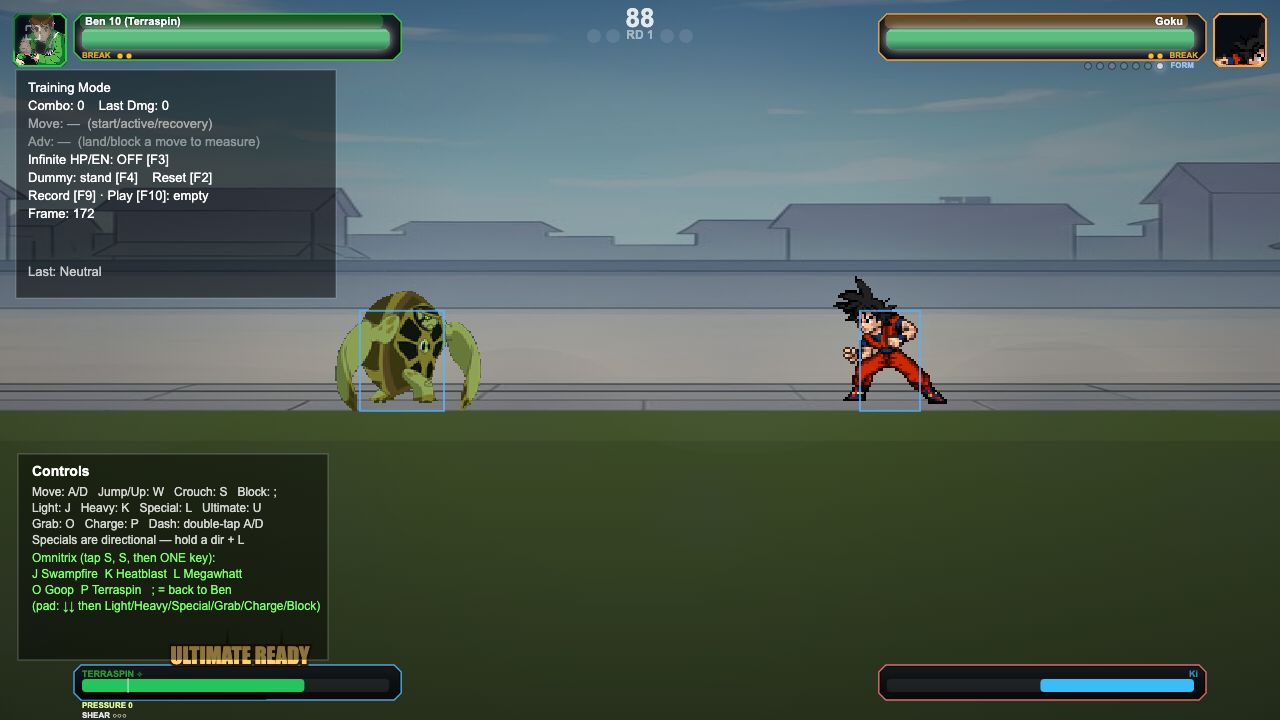 Ben 10 (Terraspin)
BREAK
88
RD 1
Goku
BREAK
FORM
Training Mode
Combo: 0 Last Dmg: 0
Move: — (start/active/recovery)
Adv: — (land/block a move to measure)
Infinite HP/EN: OFF [F3]
Dummy: stand [F4] Reset [F2]
Record [F9] · Play [F10]: empty
Frame: 172
Last: Neutral
Controls
Move: A/D Jump/Up: W Crouch: S Block: ;
Light: J Heavy: K Special: L Ultimate: U
Grab: O Charge: P Dash: double-tap A/D
Specials are directional — hold a dir + L
Omnitrix (tap S, S, then ONE key):
J Swampfire K Heatblast L Megawhatt
O Goop P Terraspin ; = back to Ben
(pad: ↓↓ then Light/Heavy/Special/Grab/Charge/Block)
ULTIMATE READY
TERRASPIN
Ki
PRESSURE 0
SHEAR ○○○